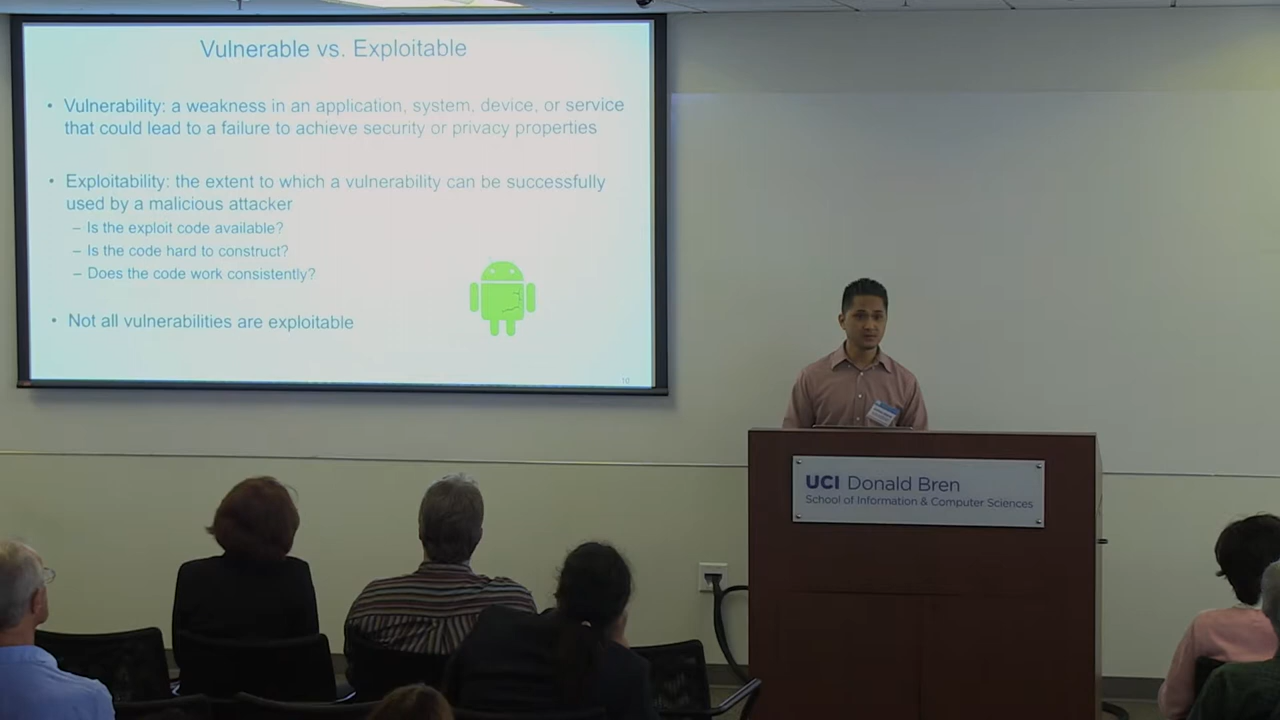 Vulnerable vs. Exploitable
• Vulnerability: a weakness in an application, system, device, or service
that could lead to a failure to achieve security or privacy properties
• Exploitability: the extent to which a vulnerability can be successfully
used by a malicious attacker
– Is the exploit code available?
– Is the code hard to construct?
– Does the code work consistently?
• Not all vulnerabilities are exploitable
10
UCI Donald Bren
School of Information & Computer Sciences